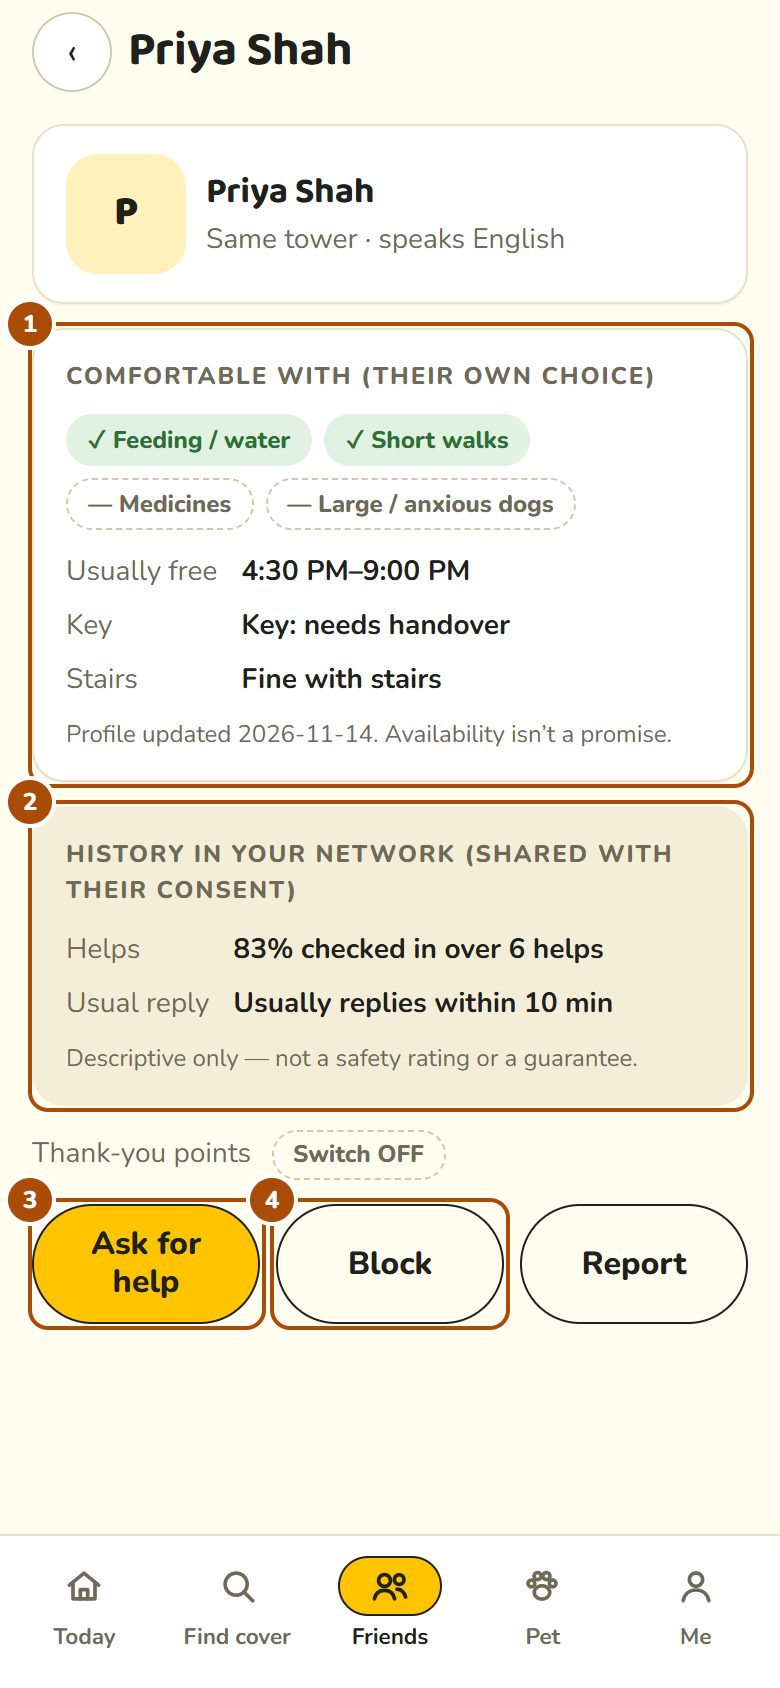 ‹ Priya Shah
P
Priya Shah
Same tower · speaks English
1
COMFORTABLE WITH (THEIR OWN CHOICE)
✓ Feeding / water ✓ Short walks
— Medicines — Large / anxious dogs
Usually free 4:30 PM–9:00 PM
Key Key: needs handover
Stairs Fine with stairs
Profile updated 2026-11-14. Availability isn’t a promise.
2
HISTORY IN YOUR NETWORK (SHARED WITH
THEIR CONSENT)
Helps 83% checked in over 6 helps
Usual reply Usually replies within 10 min
Descriptive only — not a safety rating or a guarantee.
Thank-you points Switch OFF
3 4
Ask for
help
Block
Report
Today Find cover Friends Pet Me